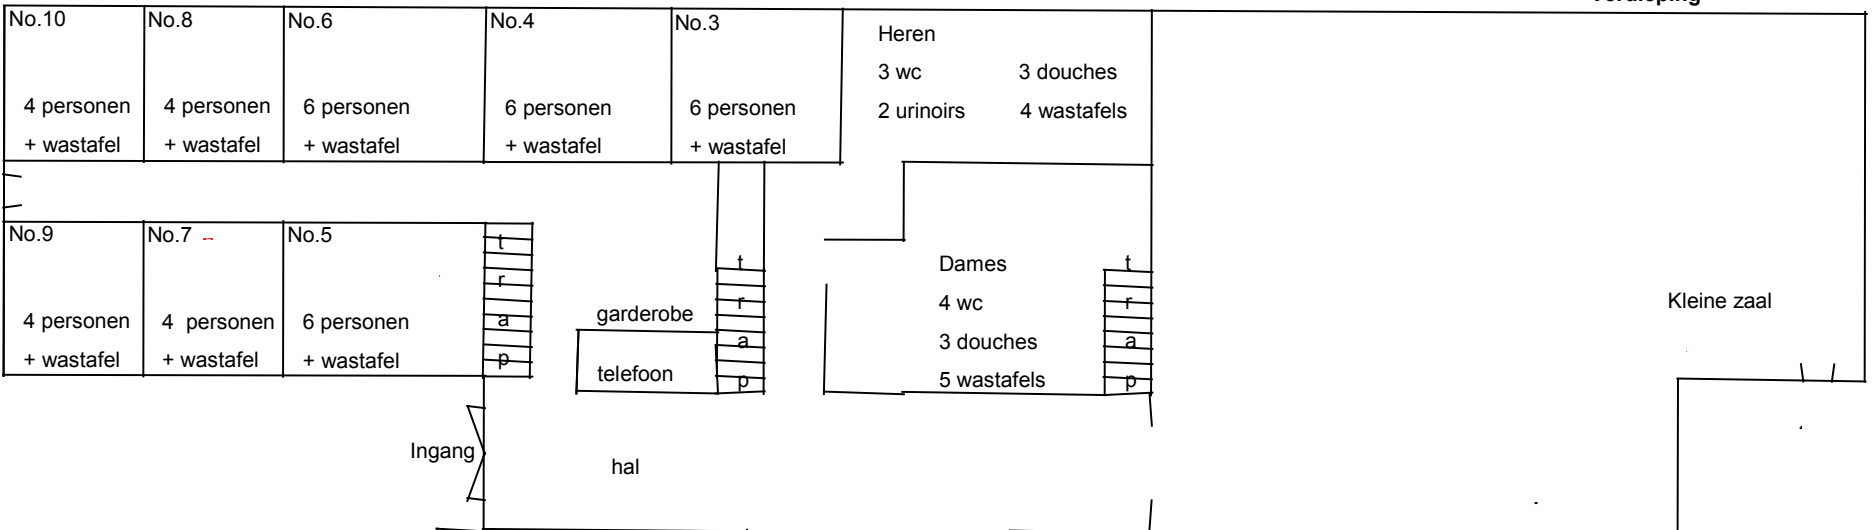 No.10
4 personen
+ wastafel
No.8
4 personen
+ wastafel
No.6
6 personen
+ wastafel
No.4
6 personen
+ wastafel
No.3
6 personen
+ wastafel
Heren
3 wc 3 douches
2 urinoirs 4 wastafels
No.9
4 personen
+ wastafel
No.7
4 personen
+ wastafel
No.5
6 personen
+ wastafel
t
r
a
p
garderobe
telefoon
t
r
a
p
Dames
4 wc
3 douches
5 wastafels
t
r
a
p
Kleine zaal
Ingang
hal